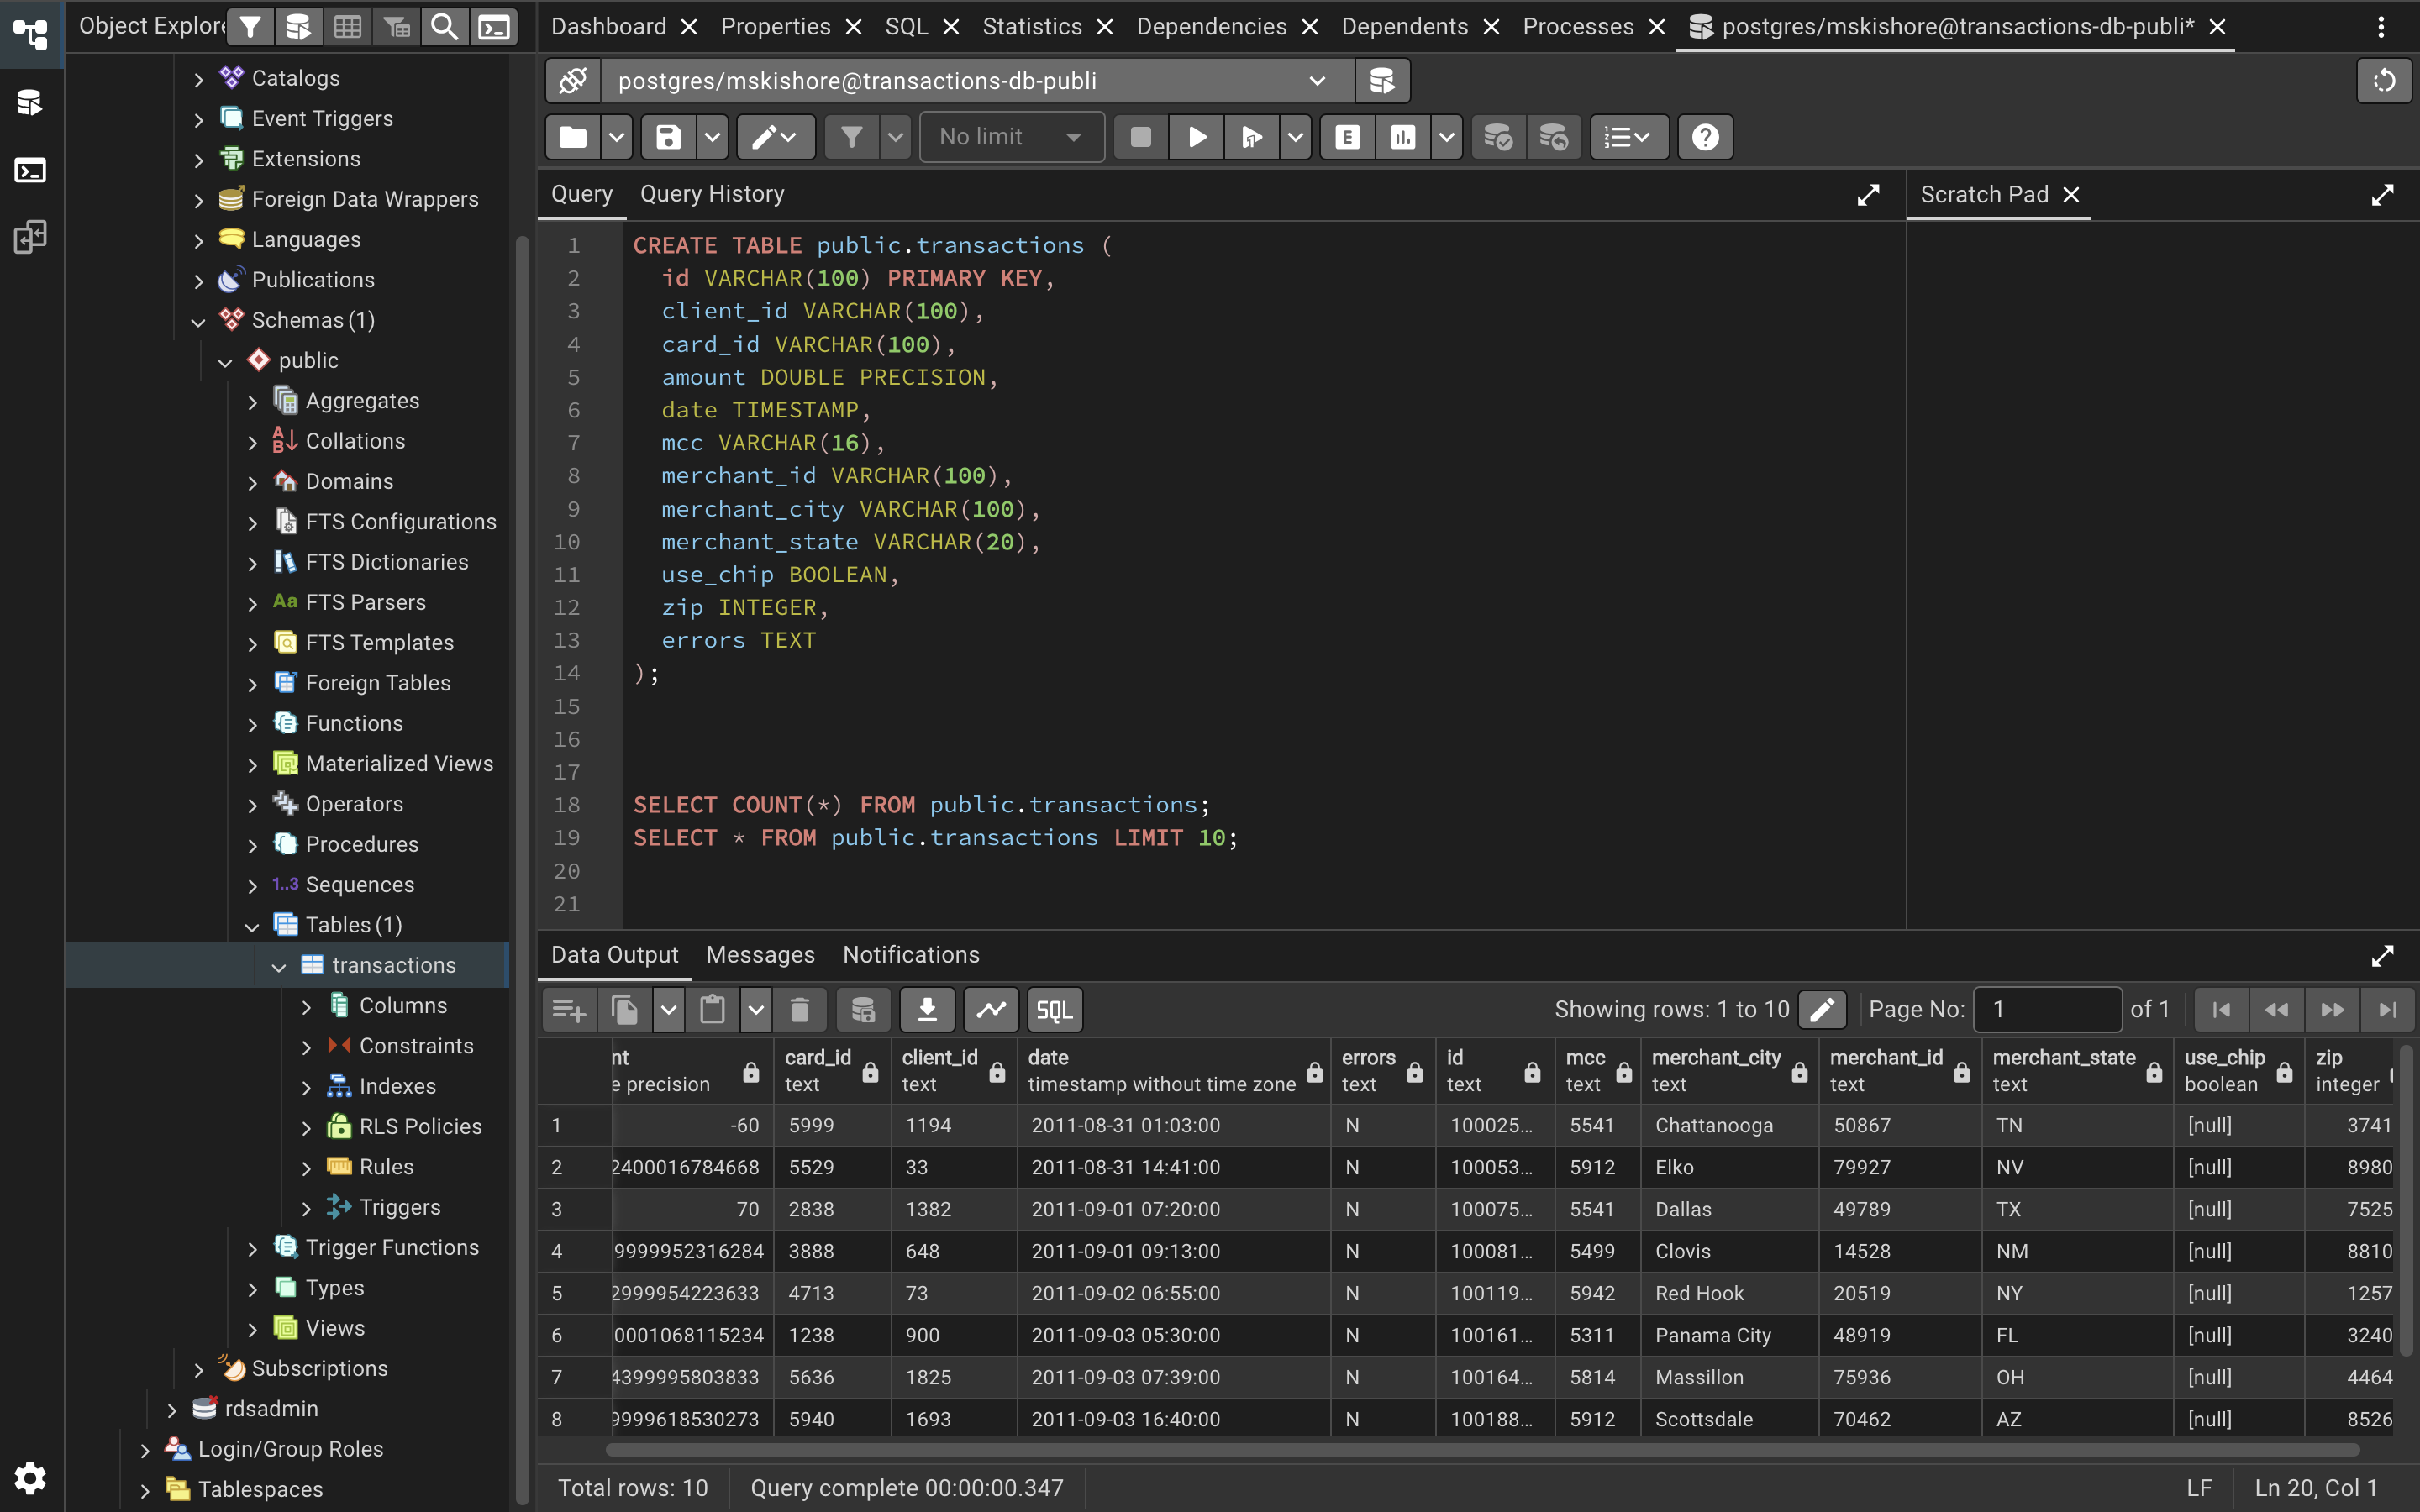 Object Explore
Dashboard
Properties
SQL
Statistics
Dependencies
Dependents
Processes
postgres/mskishore@transactions-db-publi*
Catalogs
Event Triggers
Extensions
Foreign Data Wrappers
Languages
Publications
Schemas (1)
public
Aggregates
Collations
Domains
FTS Configurations
FTS Dictionaries
Aa FTS Parsers
FTS Templates
Foreign Tables
Functions
Materialized Views
Operators
Procedures
1..3 Sequences
Tables (1)
transactions
Columns
Constraints
Indexes
RLS Policies
Rules
Triggers
Trigger Functions
Types
Views
Subscriptions
rdsadmin
Login/Group Roles
Tablespaces
postgres/mskishore@transactions-db-publi
No limit
E
Query
Query History
Scratch Pad
1 CREATE TABLE public.transactions (
2 id VARCHAR(100) PRIMARY KEY,
3 client_id VARCHAR(100),
4 card_id VARCHAR(100),
5 amount DOUBLE PRECISION,
6 date TIMESTAMP,
7 mcc VARCHAR(16),
8 merchant_id VARCHAR(100),
9 merchant_city VARCHAR(100),
10 merchant_state VARCHAR(20),
11 use_chip BOOLEAN,
12 zip INTEGER,
13 errors TEXT
14 );
15
16
17
18 SELECT COUNT(*) FROM public.transactions;
19 SELECT * FROM public.transactions LIMIT 10;
20
21
Data Output
Messages
Notifications
SQL
Showing rows: 1 to 10
Page No: 1 of 1
nt card_id client_id date errors id mcc merchant_city merchant_id merchant_state use_chip zip
e precision text text timestamp without time zone text text text text text text boolean integer
1 -60 5999 1194 2011-08-31 01:03:00 N 100025... 5541 Chattanooga 50867 TN [null] 3741
2 2400016784668 5529 33 2011-08-31 14:41:00 N 100053... 5912 Elko 79927 NV [null] 8980
3 70 2838 1382 2011-09-01 07:20:00 N 100075... 5541 Dallas 49789 TX [null] 7525
4 9999952316284 3888 648 2011-09-01 09:13:00 N 100081... 5499 Clovis 14528 NM [null] 8810
5 2999954223633 4713 73 2011-09-02 06:55:00 N 100119... 5942 Red Hook 20519 NY [null] 1257
6 0001068115234 1238 900 2011-09-03 05:30:00 N 100161... 5311 Panama City 48919 FL [null] 3240
7 4399995803833 5636 1825 2011-09-03 07:39:00 N 100164... 5814 Massillon 75936 OH [null] 4464
8 9999618530273 5940 1693 2011-09-03 16:40:00 N 100188... 5912 Scottsdale 70462 AZ [null] 8526
Total rows: 10
Query complete 00:00:00.347
LF
Ln 20, Col 1